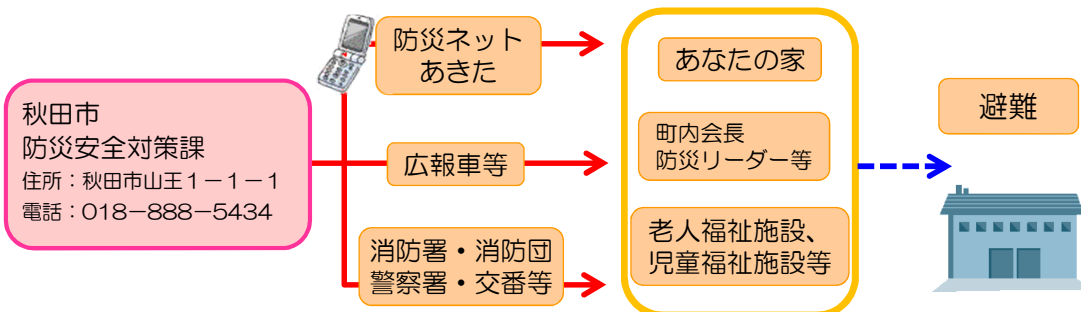 秋田市
防災安全対策課
住所：秋田市山王１－１－１
電話：018－888－5434
防災ネット
あきた
広報車等
消防署・消防団
警察署・交番等
あなたの家
町内会長
防災リーダー等
老人福祉施設、
児童福祉施設等
避難